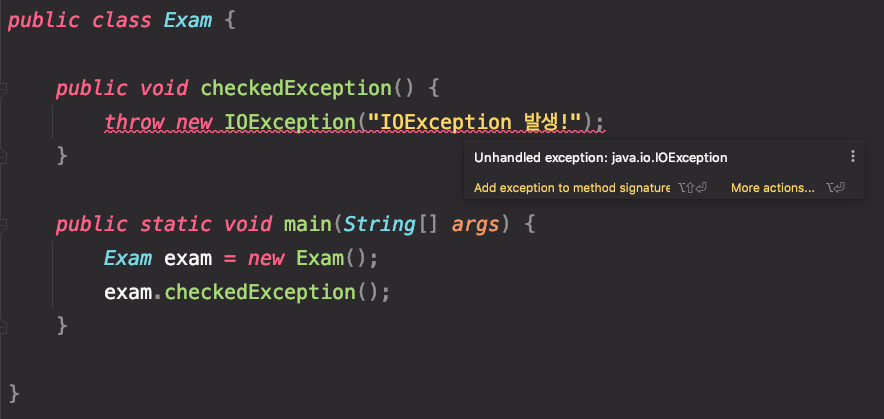 public class Exam {
public void checkedException() {
throw new IOException("IOException 발생!");
}
Unhandled exception: java.io.IOException
Add exception to method signature ⌥⇧⏎ More actions... ⌥⏎
public static void main(String[] args) {
Exam exam = new Exam();
exam.checkedException();
}
}